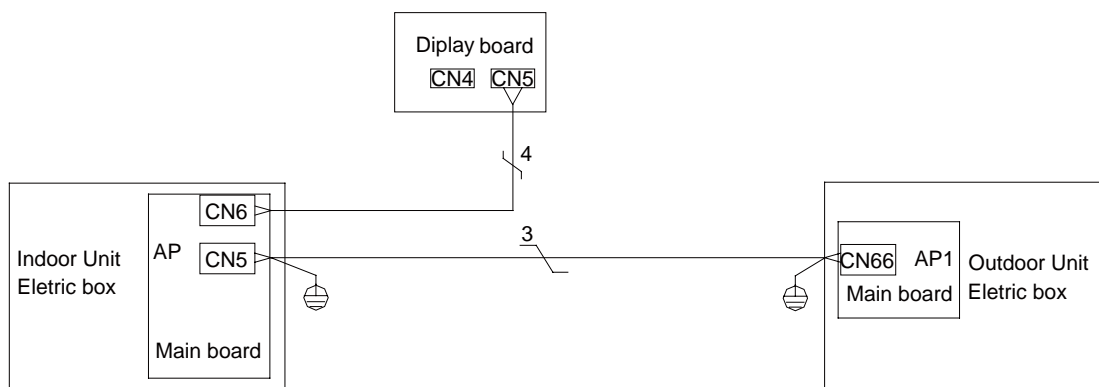 Diplay board
CN4 CN5
4
CN6
AP
CN5
Indoor Unit
Eletric box
Main board
3
CN66 AP1
Main board
Outdoor Unit
Eletric box